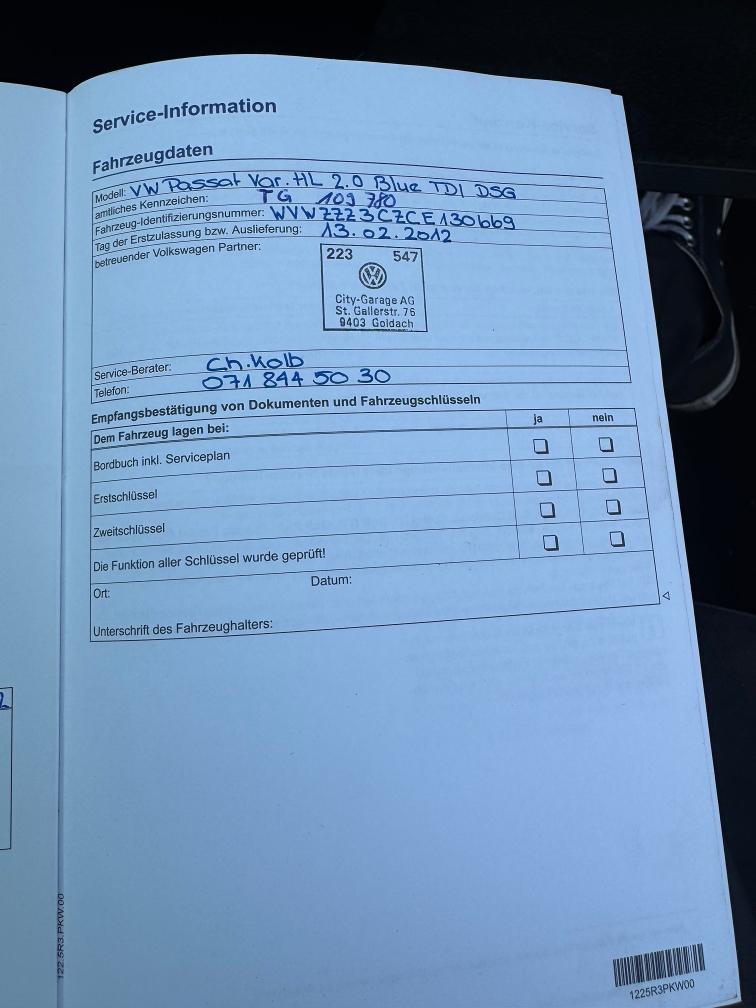 Service-Information
Fahrzeugdaten
Modell: VW Passat Var. HL 2.0 Blue TDI DSG
amtliches Kennzeichen: TG 109 780
Fahrzeug-Identifizierungsnummer: WVWZZZ3CZCE130669
Tag der Erstzulassung bzw. Auslieferung: 13.02.2012
betreuender Volkswagen Partner:
223 547
City-Garage AG
St. Gallerstr. 76
9403 Goldach
Service-Berater: Ch. Kolb
Telefon: 071 844 50 30
Empfangsbestätigung von Dokumenten und Fahrzeugschlüsseln
Dem Fahrzeug lagen bei: ja nein
Bordbuch inkl. Serviceplan
Erstschlüssel
Zweitschlüssel
Die Funktion aller Schlüssel wurde geprüft!
Ort: Datum:
Unterschrift des Fahrzeughalters:
122.5R3.PKW.00
1225R3PKW00